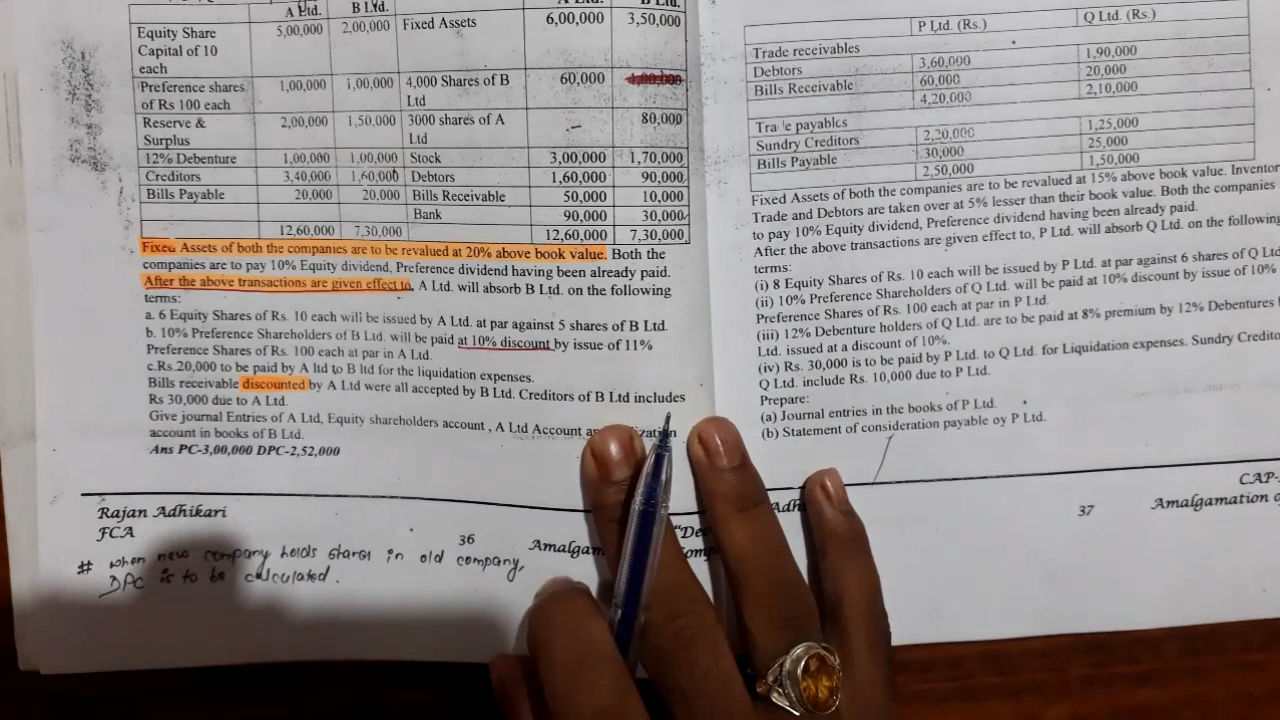 A Ltd. B Ltd.
Equity Share Capital of 10 each 5,00,000 2,00,000 Fixed Assets 6,00,000 3,50,000
Preference shares of Rs 100 each 1,00,000 1,00,000 4,000 Shares of B Ltd 60,000
Reserve & Surplus 2,00,000 1,50,000 3000 shares of A Ltd - 80,000
12% Debenture 1,00,000 1,00,000 Stock 3,00,000 1,70,000
Creditors 3,40,000 1,60,000 Debtors 1,60,000 90,000
Bills Payable 20,000 20,000 Bills Receivable 50,000 10,000
Bank 90,000 30,000
12,60,000 7,30,000 12,60,000 7,30,000
Fixed Assets of both the companies are to be revalued at 20% above book value. Both the
companies are to pay 10% Equity dividend, Preference dividend having been already paid.
After the above transactions are given effect to, A Ltd. will absorb B Ltd. on the following
terms:
a. 6 Equity Shares of Rs. 10 each will be issued by A Ltd. at par against 5 shares of B Ltd.
b. 10% Preference Shareholders of B Ltd. will be paid at 10% discount by issue of 11%
Preference Shares of Rs. 100 each at par in A Ltd.
c.Rs.20,000 to be paid by A ltd to B ltd for the liquidation expenses.
Bills receivable discounted by A Ltd were all accepted by B Ltd. Creditors of B Ltd includes
Rs 30,000 due to A Ltd.
Give journal Entries of A Ltd, Equity shareholders account , A Ltd Account
account in books of B Ltd.
Ans PC-3,00,000 DPC-2,52,000
Rajan Adhikari
FCA
36
Amalgam
# when new company holds shares in old company,
DPC is to be calculated.
P Ltd. (Rs.) Q Ltd. (Rs.)
Trade receivables
Debtors 3,60,000 1,90,000
Bills Receivable 60,000 20,000
4,20,000 2,10,000
Trade payables
Sundry Creditors 2,20,000 1,25,000
Bills Payable 30,000 25,000
2,50,000 1,50,000
Fixed Assets of both the companies are to be revalued at 15% above book value. Inventor
Trade and Debtors are taken over at 5% lesser than their book value. Both the companies
to pay 10% Equity dividend, Preference dividend having been already paid.
After the above transactions are given effect to, P Ltd. will absorb Q Ltd. on the following
terms:
(i) 8 Equity Shares of Rs. 10 each will be issued by P Ltd. at par against 6 shares of Q Ltd
(ii) 10% Preference Shareholders of Q Ltd. will be paid at 10% discount by issue of 10%
Preference Shares of Rs. 100 each at par in P Ltd.
(iii) 12% Debenture holders of Q Ltd. are to be paid at 8% premium by 12% Debentures
Ltd. issued at a discount of 10%.
(iv) Rs. 30,000 is to be paid by P Ltd. to Q Ltd. for Liquidation expenses. Sundry Credito
Q Ltd. include Rs. 10,000 due to P Ltd.
Prepare:
(a) Journal entries in the books of P Ltd.
(b) Statement of consideration payable by P Ltd.
37
CAP-
Amalgamation